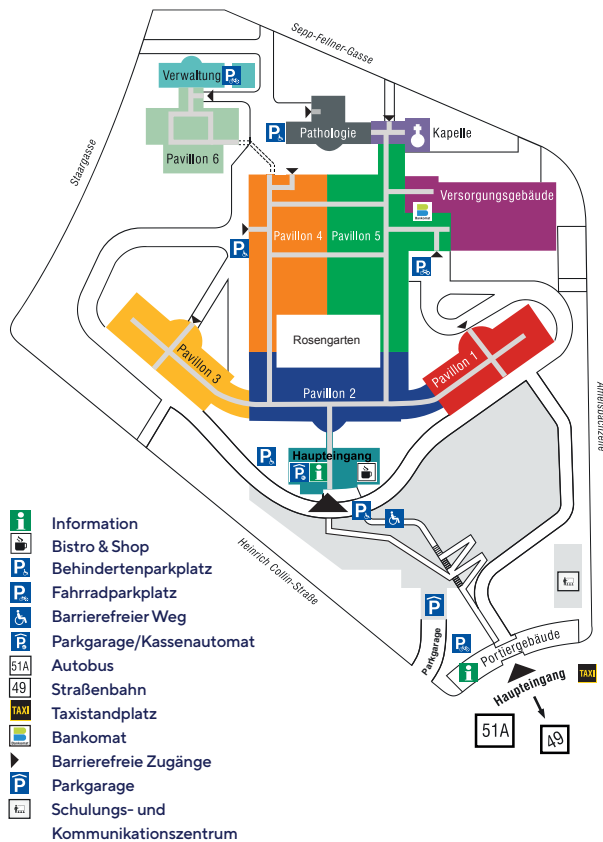 Sepp-Fellner-Gasse
Verwaltung
P
Staargasse
Pathologie
P
Kapelle
Pavillon 6
Versorgungsgebäude
Bankomat
Pavillon 4
Pavillon 5
P
P
Rosengarten
Pavillon 3
Pavillon 1
Pavillon 2
Haupteingang
P
P
i
P
Heinrich Collin-Straße
P
Parkgarage
P
i
Portiergebäude
Haupteingang
TAXI
51A
49
i Information
Bistro & Shop
P Behindertenparkplatz
P Fahrradparkplatz
Barrierefreier Weg
P Parkgarage/Kassenautomat
51A Autobus
49 Straßenbahn
TAXI Taxistandplatz
Bankomat Bankomat
Barrierefreie Zugänge
P Parkgarage
Schulungs- und
Kommunikationszentrum